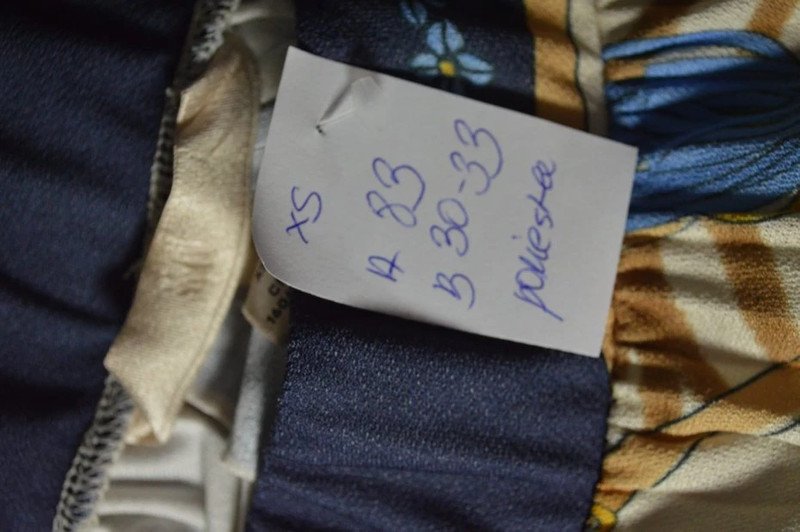 XS
A 83
B 30-33
poliester